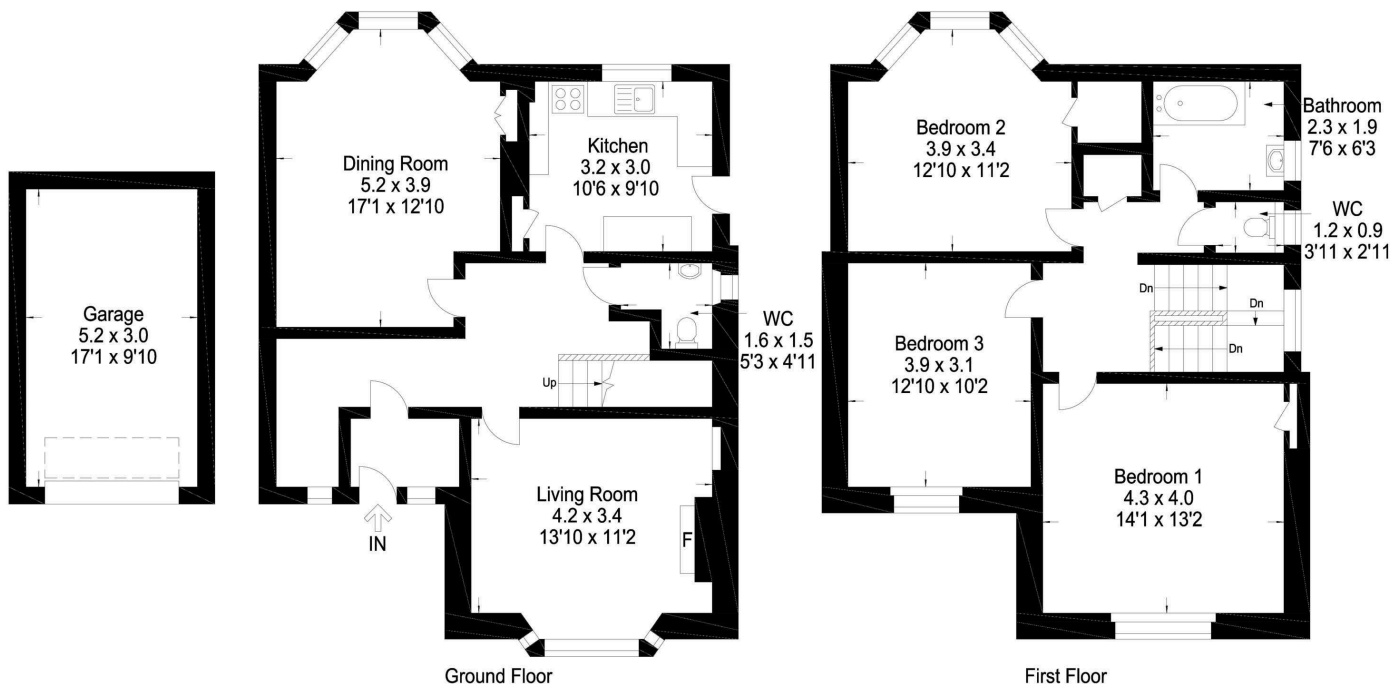 Garage
5.2 x 3.0
17'1 x 9'10
Dining Room
5.2 x 3.9
17'1 x 12'10
Kitchen
3.2 x 3.0
10'6 x 9'10
WC
1.6 x 1.5
5'3 x 4'11
Up
IN
Living Room
4.2 x 3.4
13'10 x 11'2
F
Ground Floor
Bedroom 2
3.9 x 3.4
12'10 x 11'2
Bathroom
2.3 x 1.9
7'6 x 6'3
WC
1.2 x 0.9
3'11 x 2'11
Dn
Dn
Dn
Bedroom 3
3.9 x 3.1
12'10 x 10'2
Bedroom 1
4.3 x 4.0
14'1 x 13'2
First Floor